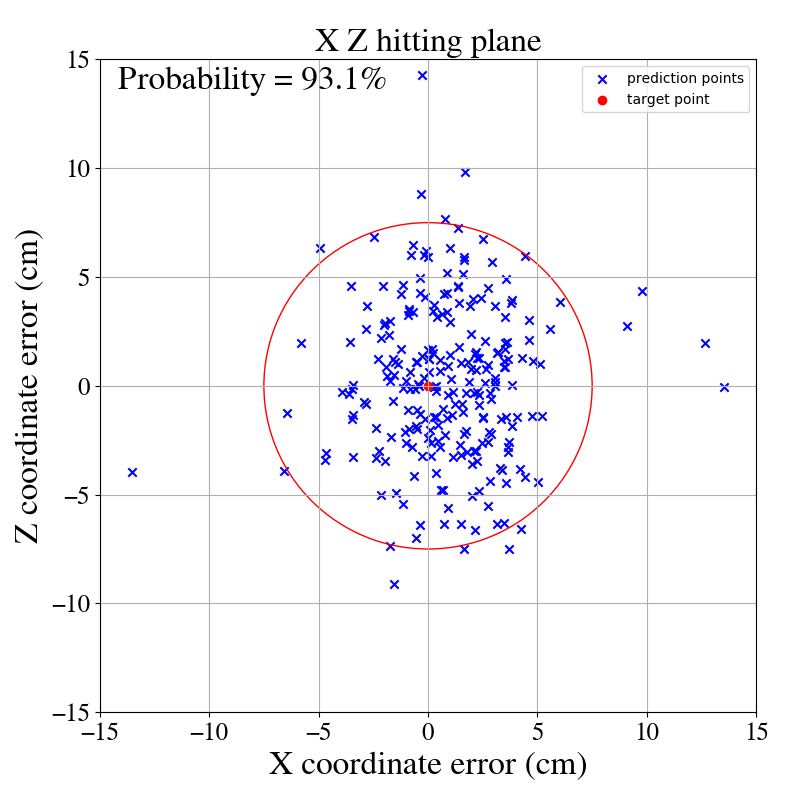 X Z hitting plane
Probability = 93.1%
prediction points
target point
Z coordinate error (cm)
15
10
5
0
−5
−10
−15
−15
−10
−5
0
5
10
15
X coordinate error (cm)